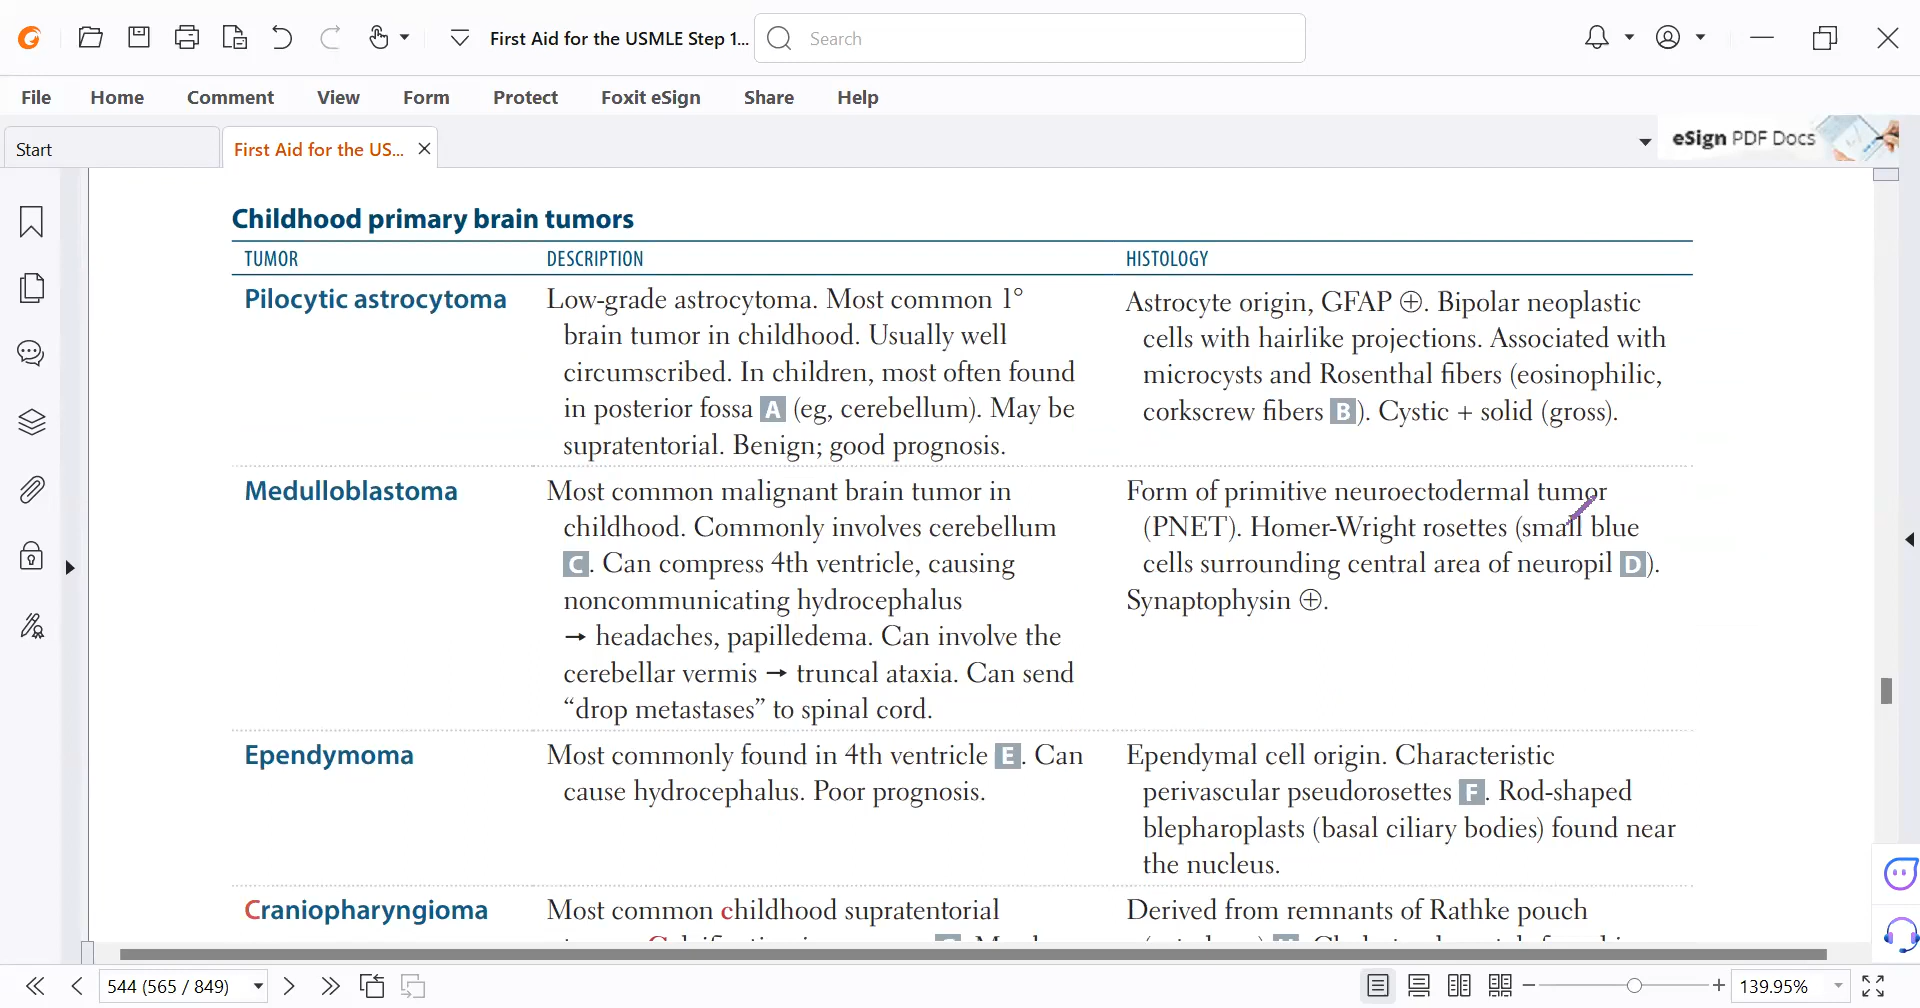 First Aid for the USMLE Step 1...
Search
File Home Comment View Form Protect Foxit eSign Share Help
Start
First Aid for the US...
eSign PDF Docs
Childhood primary brain tumors
TUMOR DESCRIPTION HISTOLOGY
Pilocytic astrocytoma
Low-grade astrocytoma. Most common 1°
brain tumor in childhood. Usually well
circumscribed. In children, most often found
in posterior fossa A (eg, cerebellum). May be
supratentorial. Benign; good prognosis.
Astrocyte origin, GFAP ⊕. Bipolar neoplastic
cells with hairlike projections. Associated with
microcysts and Rosenthal fibers (eosinophilic,
corkscrew fibers B). Cystic + solid (gross).
Medulloblastoma
Most common malignant brain tumor in
childhood. Commonly involves cerebellum
C. Can compress 4th ventricle, causing
noncommunicating hydrocephalus
→ headaches, papilledema. Can involve the
cerebellar vermis → truncal ataxia. Can send
“drop metastases” to spinal cord.
Form of primitive neuroectodermal tumor
(PNET). Homer-Wright rosettes (small blue
cells surrounding central area of neuropil D).
Synaptophysin ⊕.
Ependymoma
Most commonly found in 4th ventricle E. Can
cause hydrocephalus. Poor prognosis.
Ependymal cell origin. Characteristic
perivascular pseudorosettes F. Rod-shaped
blepharoplasts (basal ciliary bodies) found near
the nucleus.
Craniopharyngioma
Most common childhood supratentorial
Derived from remnants of Rathke pouch
544 (565 / 849)
139.95%